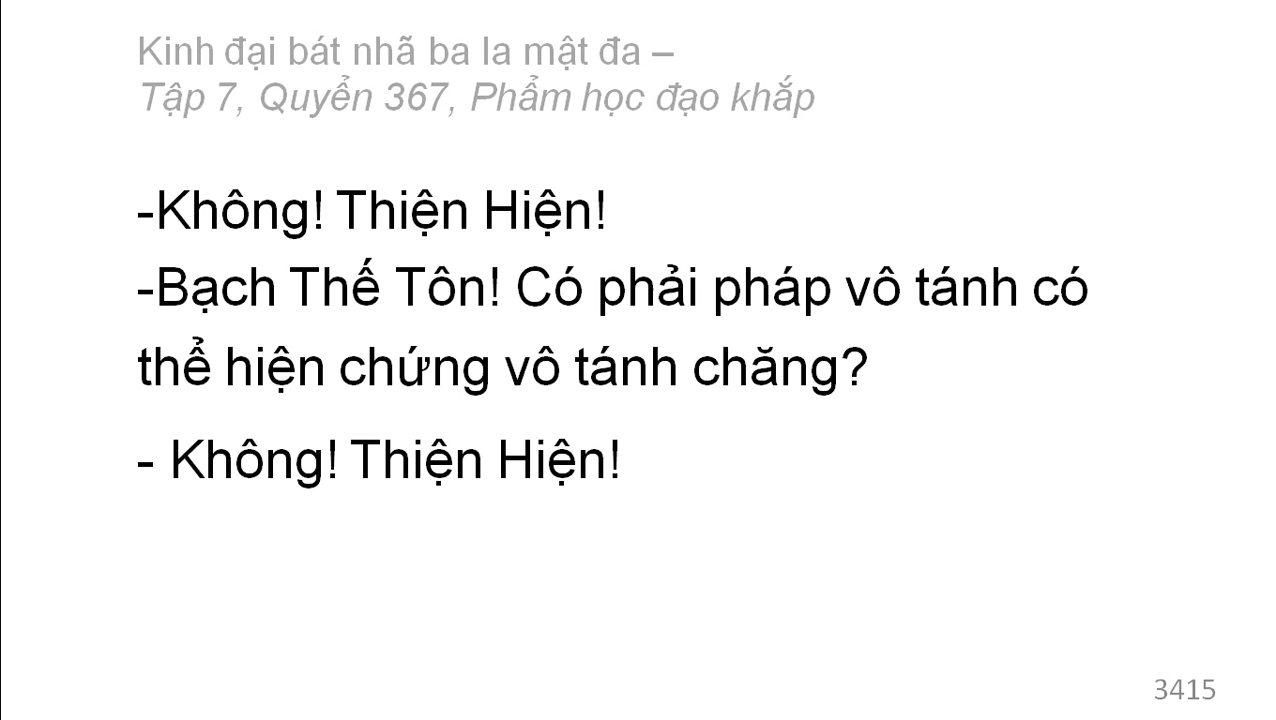 Kinh đại bát nhã ba la mật đa –
Tập 7, Quyển 367, Phẩm học đạo khắp
-Không! Thiện Hiện!
-Bạch Thế Tôn! Có phải pháp vô tánh có
thể hiện chứng vô tánh chăng?
- Không! Thiện Hiện!
3415